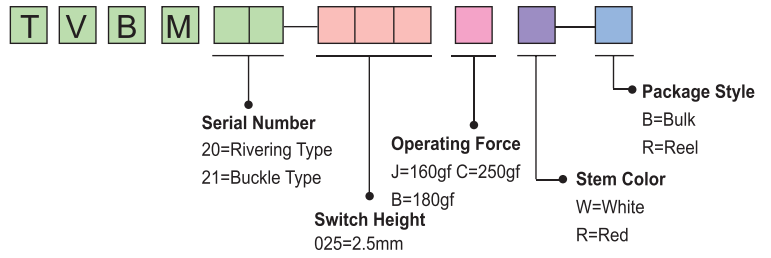 T V B M
Serial Number
20=Rivering Type
21=Buckle Type
Switch Height
025=2.5mm
Operating Force
J=160gf C=250gf
B=180gf
Stem Color
W=White
R=Red
Package Style
B=Bulk
R=Reel